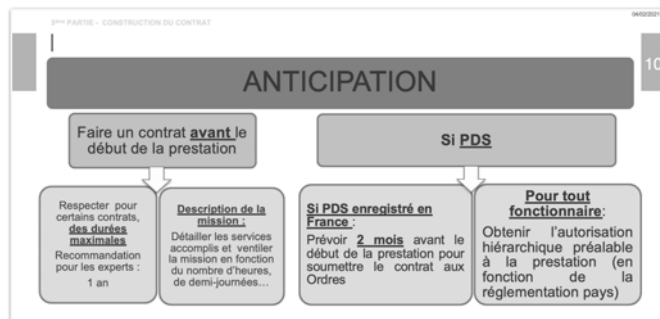 3ème PARTIE - CONSTRUCTION DU CONTRAT
04/02/2021
10
ANTICIPATION
Faire un contrat avant le
début de la prestation
Si PDS
Respecter pour
certains contrats,
des durées
maximales
Recommandation
pour les experts :
1 an
Description de la
mission :
Détailler les services
accomplis et ventiler
la mission en fonction
du nombre d'heures,
de demi-journées…
Si PDS enregistré en
France :
Prévoir 2 mois avant le
début de la prestation pour
soumettre le contrat aux
Ordres
Pour tout
fonctionnaire:
Obtenir l'autorisation
hiérarchique préalable
à la prestation (en
fonction de la
réglementation pays)